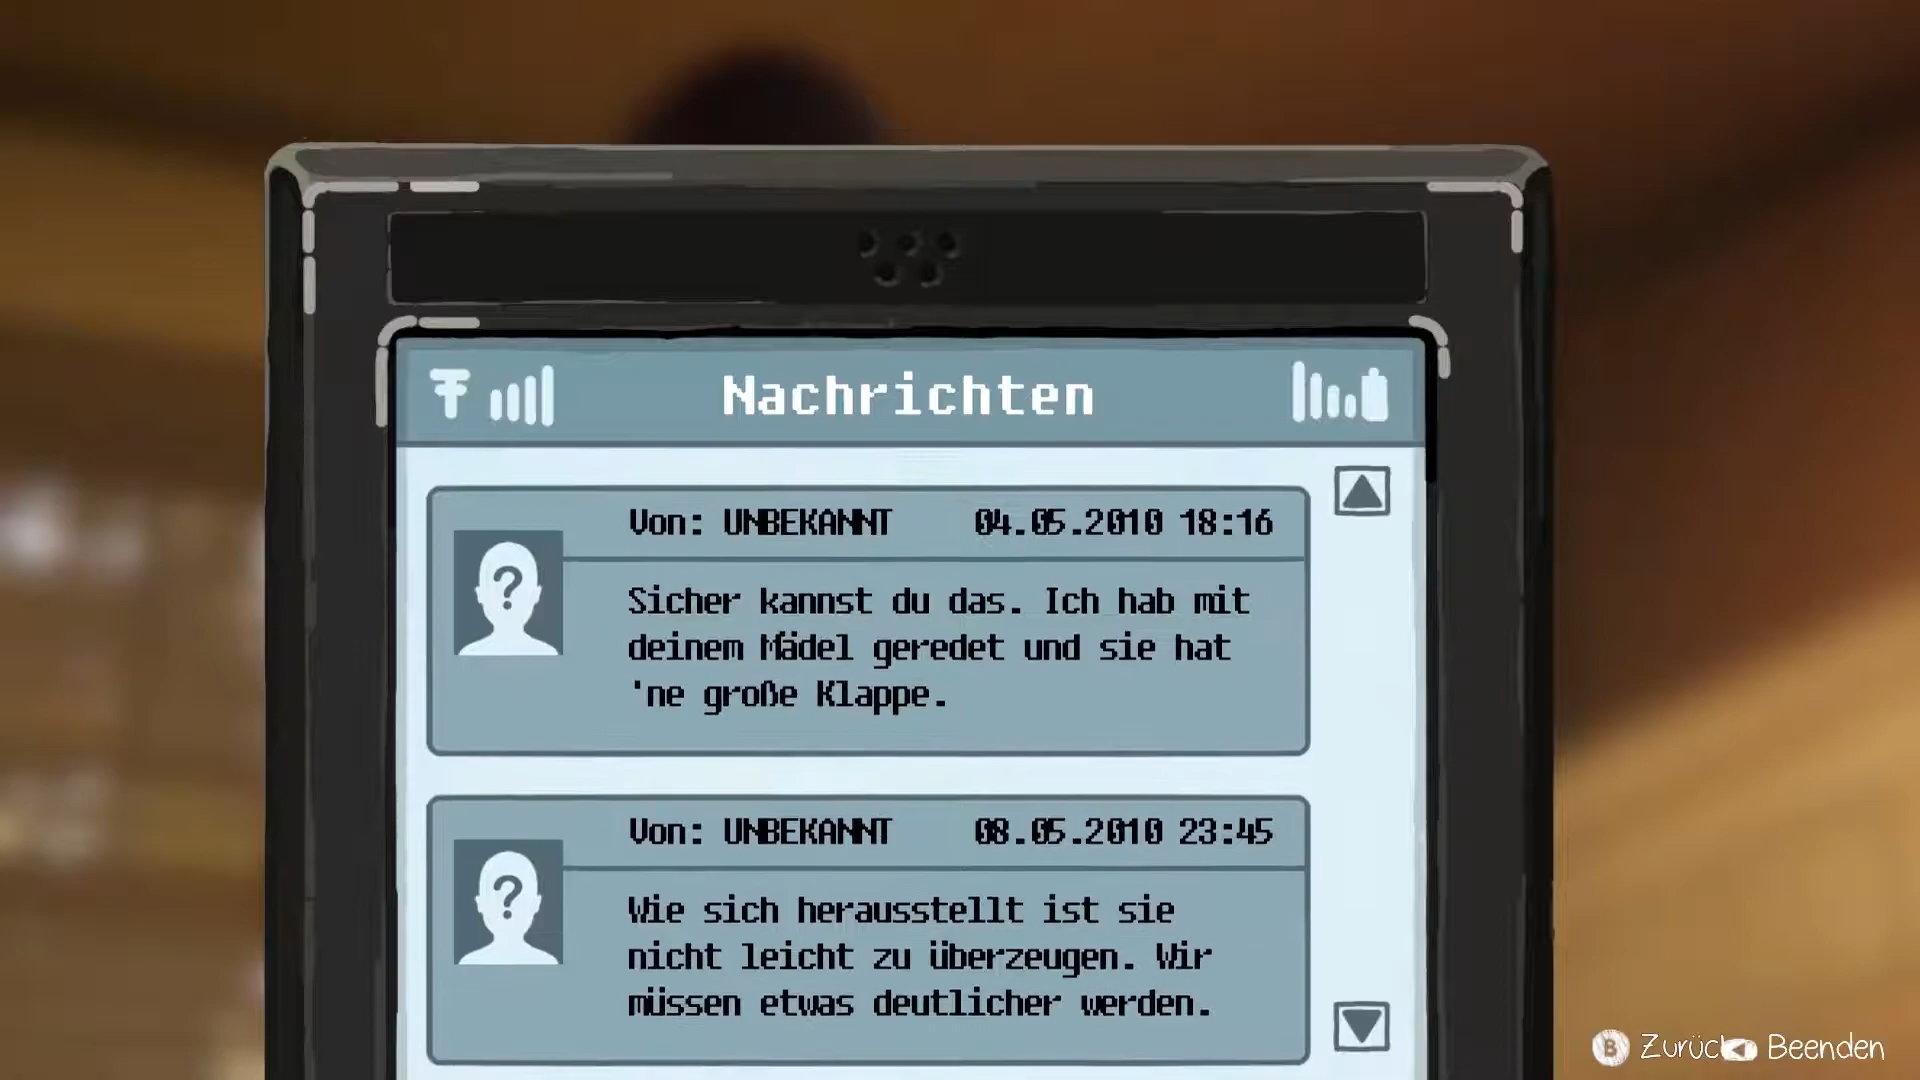 Nachrichten
Von: UNBEKANNT 04.05.2010 18:16
Sicher kannst du das. Ich hab mit
deinem Mädel geredet und sie hat
'ne große Klappe.
Von: UNBEKANNT 08.05.2010 23:45
Wie sich herausstellt ist sie
nicht leicht zu überzeugen. Wir
müssen etwas deutlicher werden.
B Zurück Beenden